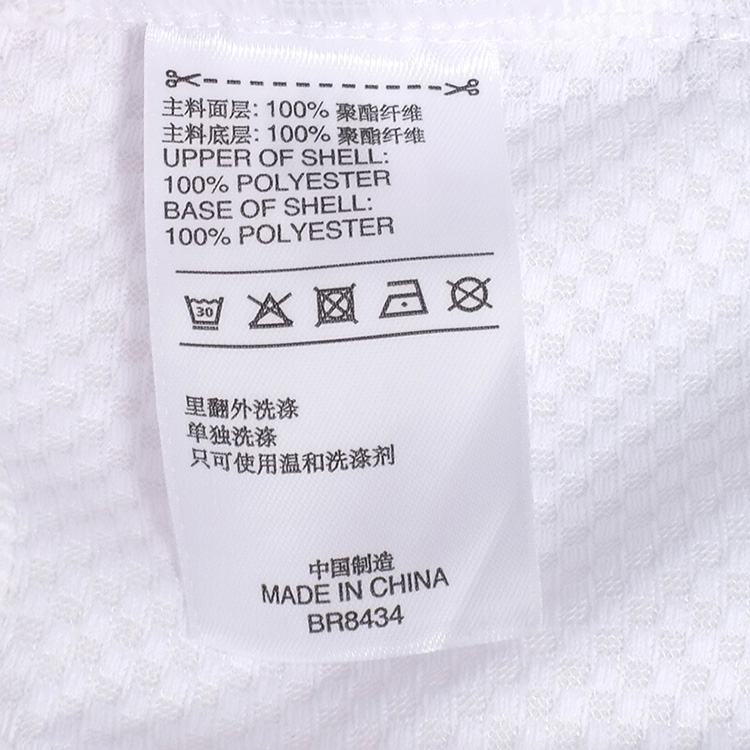 主料面层: 100% 聚酯纤维
主料底层: 100% 聚酯纤维
UPPER OF SHELL:
100% POLYESTER
BASE OF SHELL:
100% POLYESTER
30
里翻外洗涤
单独洗涤
只可使用温和洗涤剂
中国制造
MADE IN CHINA
BR8434